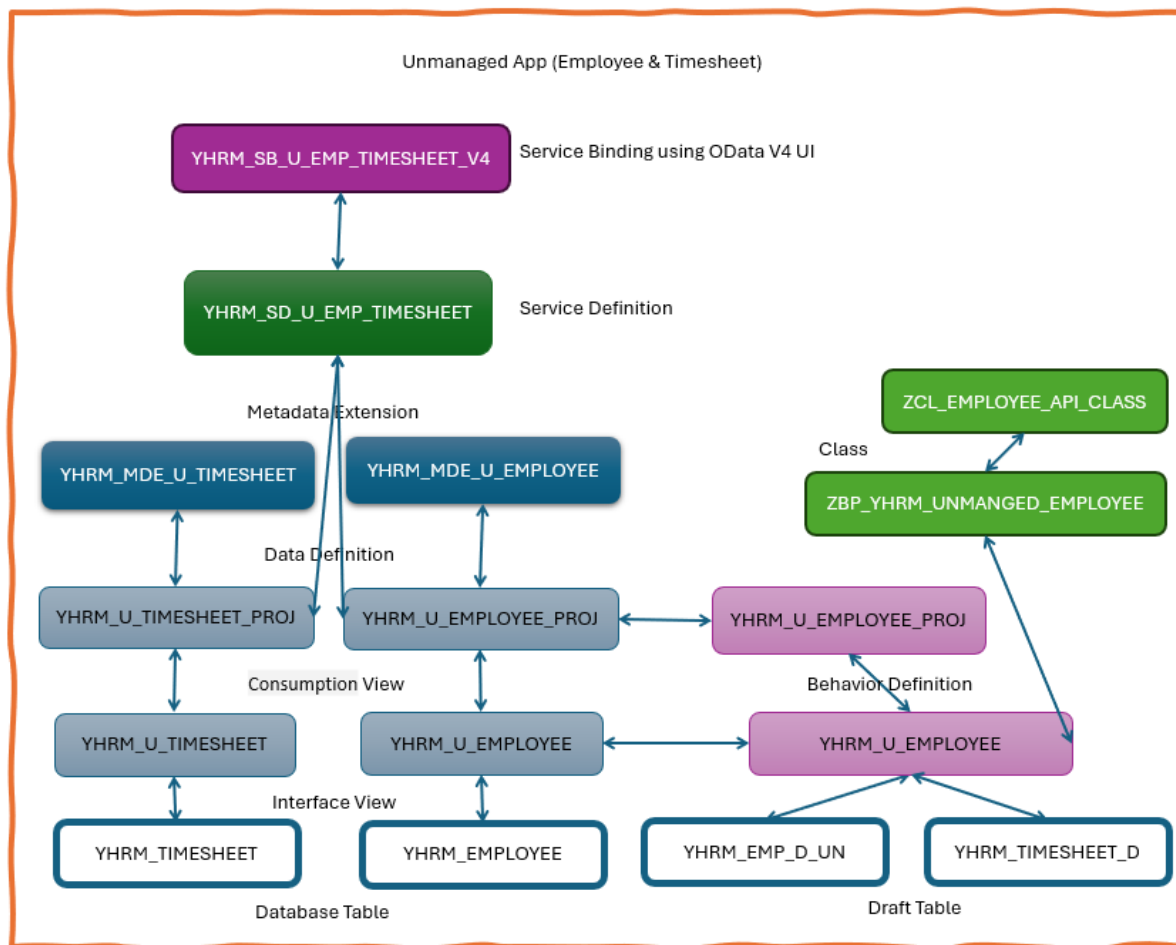 Unmanaged App (Employee & Timesheet)
YHRM_SB_U_EMP_TIMESHEET_V4
Service Binding using OData V4 UI
YHRM_SD_U_EMP_TIMESHEET
Service Definition
ZCL_EMPLOYEE_API_CLASS
Metadata Extension
Class
YHRM_MDE_U_TIMESHEET
YHRM_MDE_U_EMPLOYEE
ZBP_YHRM_UNMANGED_EMPLOYEE
Data Definition
YHRM_U_TIMESHEET_PROJ
YHRM_U_EMPLOYEE_PROJ
YHRM_U_EMPLOYEE_PROJ
Consumption View
Behavior Definition
YHRM_U_TIMESHEET
YHRM_U_EMPLOYEE
YHRM_U_EMPLOYEE
Interface View
YHRM_TIMESHEET
YHRM_EMPLOYEE
YHRM_EMP_D_UN
YHRM_TIMESHEET_D
Database Table
Draft Table